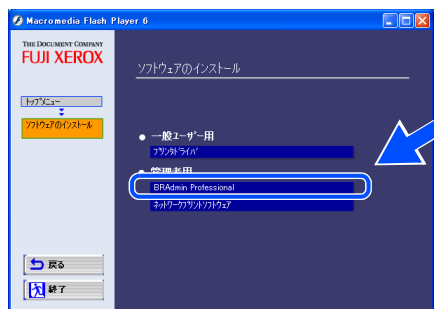 Macromedia Flash Player 6
THE DOCUMENT COMPANY
FUJI XEROX
ソフトウェアのインストール
トップメニュー
ソフトウェアのインストール
● 一般ユーザー用
プリンタドライバ
● 管理者用
BRAdmin Professional
ネットワークプリントソフトウェア
戻る
終了